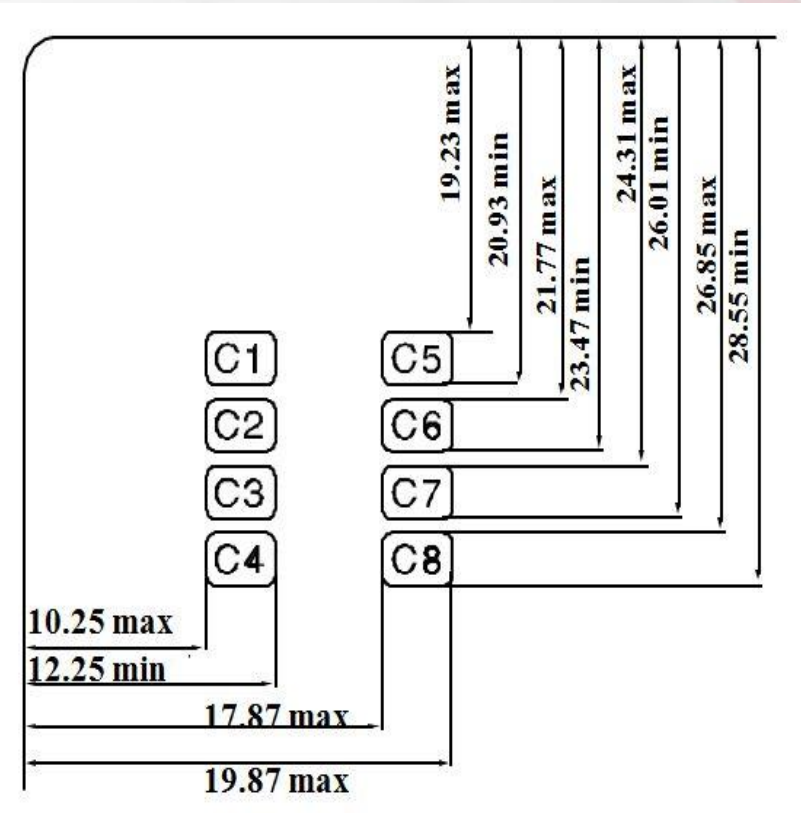 19.23 max
20.93 min
21.77 max
23.47 min
24.31 max
26.01 min
26.85 max
28.55 min
C1 C5
C2 C6
C3 C7
C4 C8
10.25 max
12.25 min
17.87 max
19.87 max